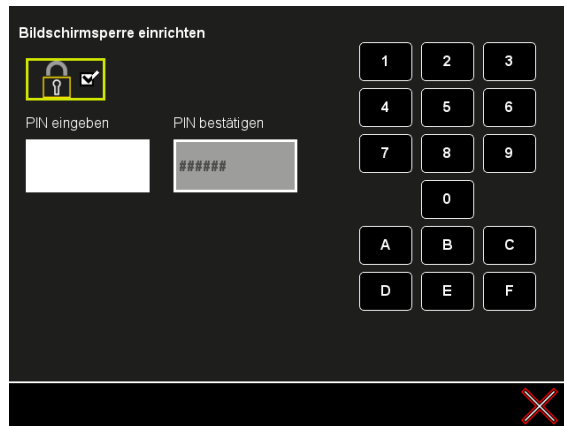 Bildschirmsperre einrichten
PIN eingeben
PIN bestätigen
######
1 2 3
4 5 6
7 8 9
0
A B C
D E F